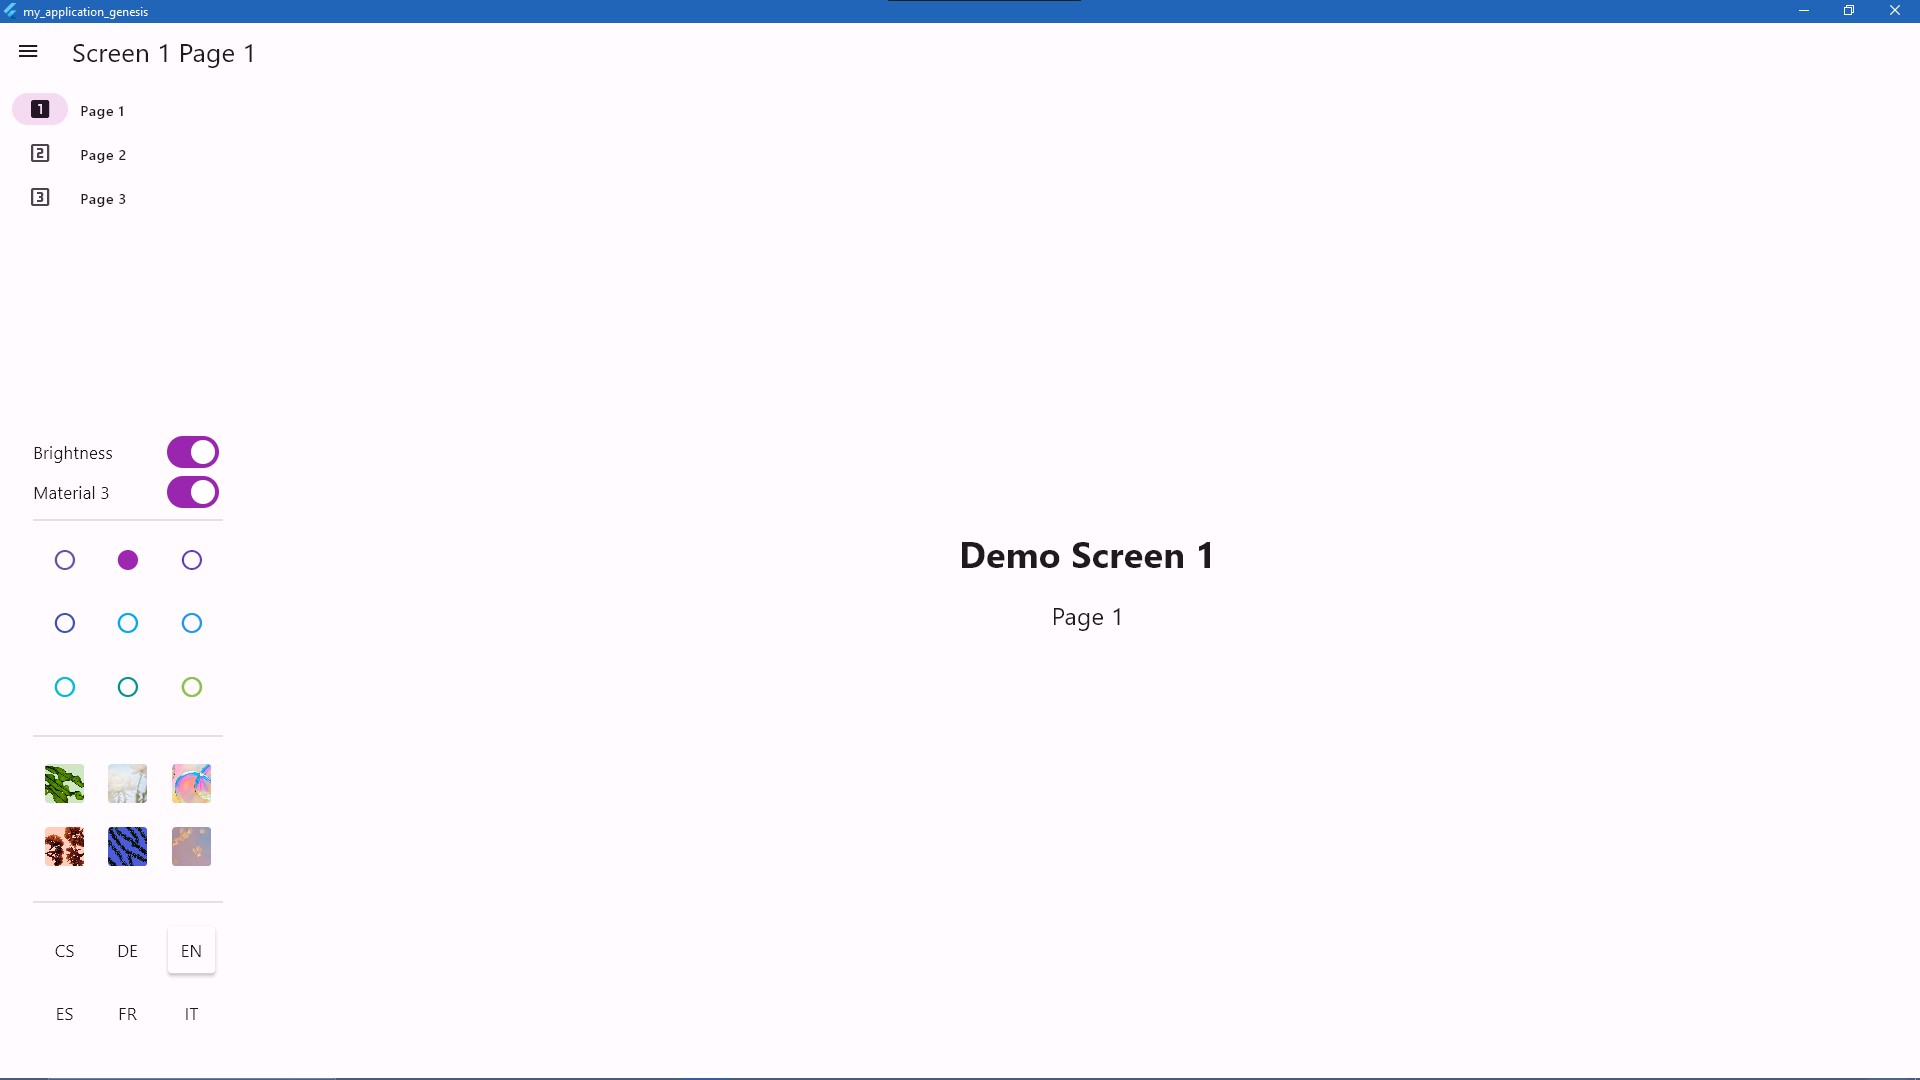 my_application_genesis
Screen 1 Page 1
1 Page 1
2 Page 2
3 Page 3
Brightness
Material 3
Demo Screen 1
Page 1
CS DE EN
ES FR IT